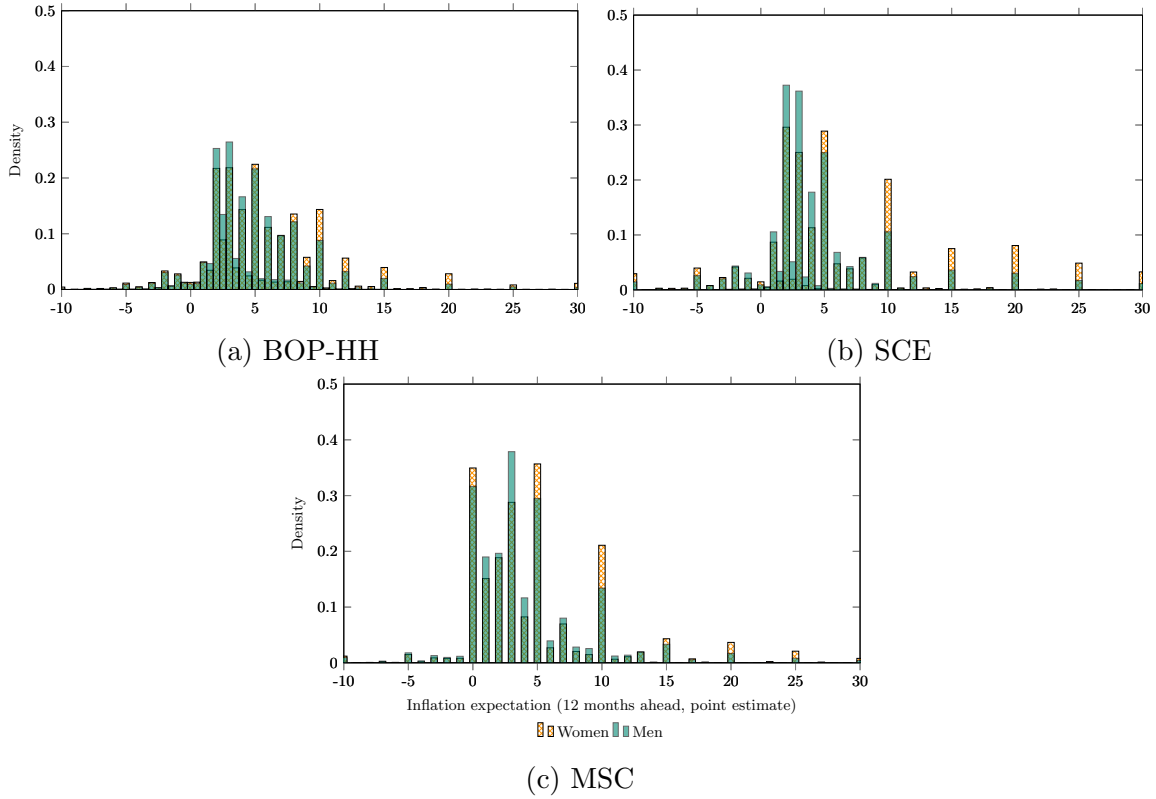 0.5
0.4
0.3
0.2
0.1
0
Density
-10 -5 0 5 10 15 20 25 30
(a) BOP-HH
0.5
0.4
0.3
0.2
0.1
0
-10 -5 0 5 10 15 20 25 30
(b) SCE
0.5
0.4
0.3
0.2
0.1
0
Density
-10 -5 0 5 10 15 20 25 30
Inflation expectation (12 months ahead, point estimate)
Women Men
(c) MSC